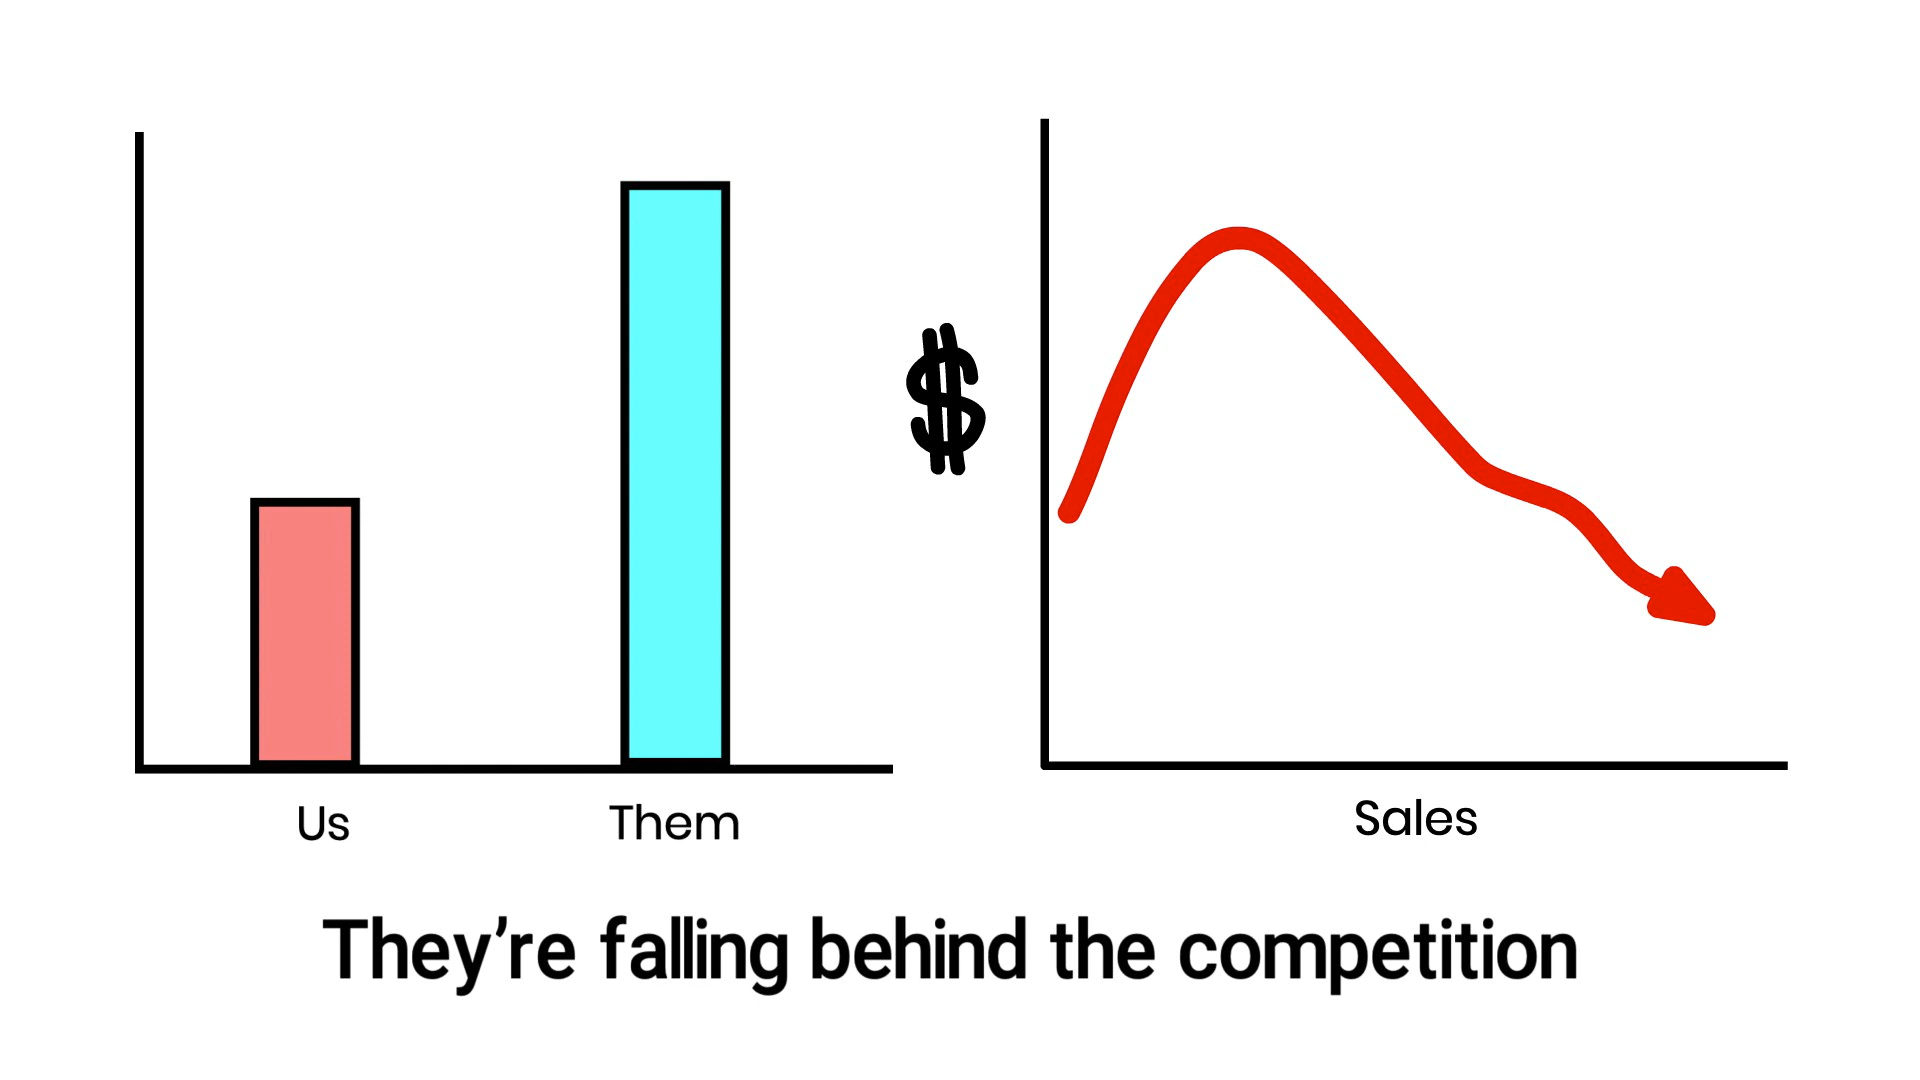 $
Us
Them
Sales
They’re falling behind the competition